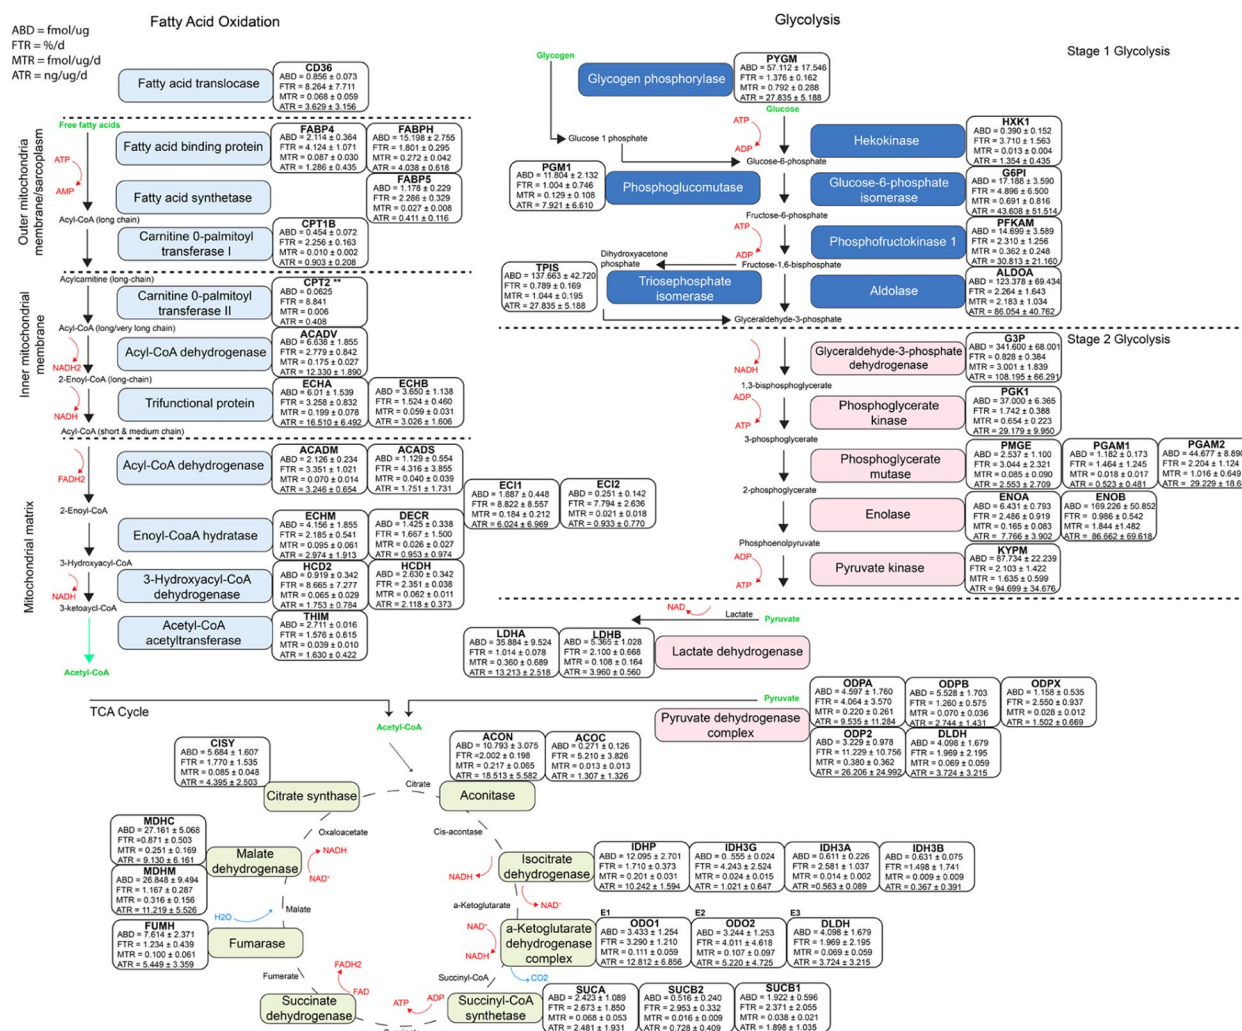 Fatty Acid Oxidation
Glycolysis
ABD = fmol/ug
FTR = %/d
MTR = fmol/ug/d
ATR = ng/ug/d
Stage 1 Glycolysis
Fatty acid translocase
CD36
ABD = 0.856 ± 0.073
FTR = 8.264 ± 7.711
MTR = 0.068 ± 0.059
ATR = 3.629 ± 3.156
Outer mitochondria
membrane/sarcoplasm
Free fatty acids
ATP
AMP
Acyl-CoA (long chain)
Fatty acid binding protein
FABP4
ABD = 2.114 ± 0.364
FTR = 4.124 ± 1.071
MTR = 0.087 ± 0.030
ATR = 1.286 ± 0.435
FABPH
ABD = 15.198 ± 2.755
FTR = 1.801 ± 0.295
MTR = 0.272 ± 0.042
ATR = 4.038 ± 0.618
Fatty acid synthetase
FABP5
ABD = 1.178 ± 0.229
FTR = 2.286 ± 0.329
MTR = 0.027 ± 0.008
ATR = 0.411 ± 0.116
Carnitine 0-palmitoyl
transferase I
CPT1B
ABD = 0.454 ± 0.072
FTR = 2.256 ± 0.163
MTR = 0.010 ± 0.002
ATR = 0.903 ± 0.208
Inner mitochondrial
membrane
Acylcarnitine (long-chain)
Carnitine 0-palmitoyl
transferase II
CPT2 **
ABD = 0.0625
FTR = 8.841
MTR = 0.006
ATR = 0.408
Acyl-CoA (long/very long chain)
NADH2
Acyl-CoA dehydrogenase
ACADV
ABD = 6.638 ± 1.855
FTR = 2.779 ± 0.842
MTR = 0.175 ± 0.027
ATR = 12.330 ± 1.890
2-Enoyl-CoA (long-chain)
NADH
Trifunctional protein
ECHA
ABD = 6.01 ± 1.539
FTR = 3.258 ± 0.832
MTR = 0.199 ± 0.078
ATR = 16.510 ± 6.492
ECHB
ABD = 3.650 ± 1.138
FTR = 1.524 ± 0.460
MTR = 0.059 ± 0.031
ATR = 3.026 ± 1.606
Acyl-CoA (short & medium chain)
Mitochondrial matrix
FADH2
Acyl-CoA dehydrogenase
ACADM
ABD = 2.126 ± 0.234
FTR = 3.351 ± 1.021
MTR = 0.070 ± 0.014
ATR = 3.246 ± 0.654
ACADS
ABD = 1.129 ± 0.554
FTR = 4.316 ± 3.855
MTR = 0.040 ± 0.039
ATR = 1.751 ± 1.731
2-Enoyl-CoA
ECI1
ABD = 1.887 ± 0.448
FTR = 8.822 ± 8.557
MTR = 0.184 ± 0.212
ATR = 6.024 ± 6.969
ECI2
ABD = 0.251 ± 0.142
FTR = 7.794 ± 2.636
MTR = 0.021 ± 0.018
ATR = 0.933 ± 0.770
Enoyl-CoaA hydratase
ECHM
ABD = 4.156 ± 1.855
FTR = 2.185 ± 0.541
MTR = 0.095 ± 0.061
ATR = 2.974 ± 1.913
DECR
ABD = 1.425 ± 0.338
FTR = 1.667 ± 1.500
MTR = 0.026 ± 0.027
ATR = 0.953 ± 0.974
3-Hydroxyacyl-CoA
NADH
3-Hydroxyacyl-CoA
dehydrogenase
HCD2
ABD = 0.919 ± 0.342
FTR = 8.665 ± 7.277
MTR = 0.065 ± 0.029
ATR = 1.753 ± 0.784
HCDH
ABD = 2.630 ± 0.342
FTR = 2.351 ± 0.038
MTR = 0.062 ± 0.011
ATR = 2.118 ± 0.373
3-ketoaycl-CoA
Acetyl-CoA
acetyltransferase
THIM
ABD = 2.711 ± 0.016
FTR = 1.576 ± 0.615
MTR = 0.039 ± 0.010
ATR = 1.630 ± 0.422
Acetyl-CoA
Glycogen
Glycogen phosphorylase
PYGM
ABD = 57.112 ± 17.546
FTR = 1.376 ± 0.162
MTR = 0.792 ± 0.288
ATR = 27.835 ± 5.188
Glucose
Glucose 1 phosphate
ATP
ADP
Hekokinase
HXK1
ABD = 0.390 ± 0.152
FTR = 3.710 ± 1.563
MTR = 0.013 ± 0.004
ATR = 1.354 ± 0.435
Glucose-6-phosphate
PGM1
ABD = 11.804 ± 2.132
FTR = 1.004 ± 0.746
MTR = 0.129 ± 0.108
ATR = 7.921 ± 6.610
Phosphoglucomutase
Glucose-6-phosphate
isomerase
G6PI
ABD = 17.188 ± 3.590
FTR = 4.896 ± 6.500
MTR = 0.691 ± 0.816
ATR = 43.608 ± 51.514
Fructose-6-phosphate
ATP
ADP
Phosphofructokinase 1
PFKAM
ABD = 14.699 ± 3.589
FTR = 2.310 ± 1.256
MTR = 0.362 ± 0.248
ATR = 30.813 ± 21.160
Dihydroxyacetone
phosphate
Fructose-1,6-bisphosphate
TPIS
ABD = 137.663 ± 42.720
FTR = 0.789 ± 0.169
MTR = 1.044 ± 0.195
ATR = 27.835 ± 5.188
Triosephosphate
isomerase
Aldolase
ALDOA
ABD = 123.378 ± 69.434
FTR = 2.264 ± 1.643
MTR = 2.183 ± 1.034
ATR = 86.054 ± 40.762
Glyceraldehyde-3-phosphate
Stage 2 Glycolysis
NADH
Glyceraldehyde-3-phosphate
dehydrogenase
G3P
ABD = 341.600 ± 68.001
FTR = 0.828 ± 0.384
MTR = 3.001 ± 1.839
ATR = 108.195 ± 66.291
1,3-bisphosphoglycerate
ADP
ATP
Phosphoglycerate
kinase
PGK1
ABD = 37.000 ± 6.365
FTR = 1.742 ± 0.388
MTR = 0.654 ± 0.223
ATR = 29.179 ± 9.950
3-phosphoglycerate
Phosphoglycerate
mutase
PMGE
ABD = 2.537 ± 1.100
FTR = 3.044 ± 2.321
MTR = 0.085 ± 0.090
ATR = 2.553 ± 2.709
PGAM1
ABD = 1.182 ± 0.173
FTR = 1.464 ± 1.245
MTR = 0.018 ± 0.017
ATR = 0.523 ± 0.481
PGAM2
ABD = 44.677 ± 8.890
FTR = 2.204 ± 1.124
MTR = 1.016 ± 0.649
ATR = 29.229 ± 18.6
2-phosphoglycerate
Enolase
ENOA
ABD = 6.431 ± 0.793
FTR = 2.486 ± 0.919
MTR = 0.165 ± 0.083
ATR = 7.766 ± 3.902
ENOB
ABD = 169.226 ± 50.852
FTR = 0.986 ± 0.542
MTR = 1.844 ±1.482
ATR = 86.662 ± 69.618
Phosphoenolpyruvate
ADP
ATP
Pyruvate kinase
KYPM
ABD = 87.734 ± 22.239
FTR = 2.103 ± 1.422
MTR = 1.635 ± 0.599
ATR = 94.699 ± 34.676
NAD
Lactate
Pyruvate
LDHA
ABD = 35.884 ± 9.524
FTR = 1.014 ± 0.078
MTR = 0.360 ± 0.689
ATR = 13.213 ± 2.518
LDHB
ABD = 5.365 ± 1.028
FTR = 2.100 ± 0.668
MTR = 0.108 ± 0.164
ATR = 3.960 ± 0.560
Lactate dehydrogenase
Pyruvate
Pyruvate dehydrogenase
complex
ODPA
ABD = 4.597 ± 1.760
FTR = 4.064 ± 3.570
MTR = 0.220 ± 0.261
ATR = 9.535 ± 11.284
ODPB
ABD = 5.528 ± 1.703
FTR = 1.260 ± 0.575
MTR = 0.070 ± 0.036
ATR = 2.744 ± 1.431
ODPX
ABD = 1.158 ± 0.535
FTR = 2.550 ± 0.937
MTR = 0.028 ± 0.012
ATR = 1.502 ± 0.669
ODP2
ABD = 3.229 ± 0.978
FTR = 11.229 ± 10.756
MTR = 0.380 ± 0.362
ATR = 26.206 ± 24.992
DLDH
ABD = 4.098 ± 1.679
FTR = 1.969 ± 2.195
MTR = 0.069 ± 0.059
ATR = 3.724 ± 3.215
TCA Cycle
Acetyl-CoA
CISY
ABD = 5.684 ± 1.607
FTR = 1.770 ± 1.535
MTR = 0.085 ± 0.048
ATR = 4.395 ± 2.503
Citrate synthase
ACON
ABD = 10.793 ± 3.075
FTR =2.002 ± 0.198
MTR = 0.217 ± 0.065
ATR = 18.513 ± 5.582
ACOC
ABD = 0.271 ± 0.126
FTR = 5.210 ± 3.826
MTR = 0.013 ± 0.013
ATR = 1.307 ± 1.326
Citrate
Aconitase
Oxaloacetate
Cis-acontase
MDHC
ABD = 27.161 ± 5.068
FTR =0.871 ± 0.503
MTR = 0.251 ± 0.169
ATR = 9.130 ± 6.161
Malate
dehydrogenase
NADH
NAD⁺
MDHM
ABD = 26.848 ± 9.494
FTR = 1.167 ± 0.287
MTR = 0.316 ± 0.156
ATR = 11.219 ± 5.526
NADH
Isocitrate
dehydrogenase
NAD⁺
IDHP
ABD = 12.095 ± 2.701
FTR = 1.710 ± 0.373
MTR = 0.201 ± 0.031
ATR = 10.242 ± 1.594
IDH3G
ABD = 0..555 ± 0.024
FTR = 4.243 ± 2.524
MTR = 0.024 ± 0.015
ATR = 1.021 ± 0.647
IDH3A
ABD = 0.611 ± 0.226
FTR = 2.581 ± 1.037
MTR = 0.014 ± 0.002
ATR =0.563 ± 0.089
IDH3B
ABD = 0.631 ± 0.075
FTR =1.498 ± 1.741
MTR = 0.009 ± 0.009
ATR = 0.367 ± 0.391
H2O
Malate
a-Ketoglutarate
FUMH
ABD = 7.614 ± 2.371
FTR = 1.234 ± 0.439
MTR = 0.100 ± 0.061
ATR = 5.449 ± 3.359
Fumarase
NAD⁺
NADH
a-Ketoglutarate
dehydrogenase
complex
CO2
E1
ODO1
ABD = 3.433 ± 1.254
FTR = 3.290 ± 1.210
MTR = 0.111 ± 0.059
ATR = 12.812 ± 6.856
E2
ODO2
ABD = 3.244 ± 1.253
FTR = 4.011 ± 4.618
MTR = 0.107 ± 0.097
ATR = 5.220 ± 4.725
E3
DLDH
ABD = 4.098 ± 1.679
FTR = 1.969 ± 2.195
MTR = 0.069 ± 0.059
ATR = 3.724 ± 3.215
Fumerate
FADH2
FAD
Succinate
dehydrogenase
ATP
ADP
Succinyl-CoA
Succinyl-CoA
synthetase
SUCA
ABD = 2.423 ± 1.089
FTR = 2.673 ± 1.850
MTR = 0.068 ± 0.053
ATR = 2.481 ± 1.931
SUCB2
ABD = 0.516 ± 0.240
FTR = 2.953 ± 0.332
MTR = 0.016 ± 0.009
ATR = 0.728 ± 0.409
SUCB1
ABD = 1.922 ± 0.596
FTR = 2.371 ± 2.055
MTR = 0.038 ± 0.021
ATR = 1.898 ± 1.035